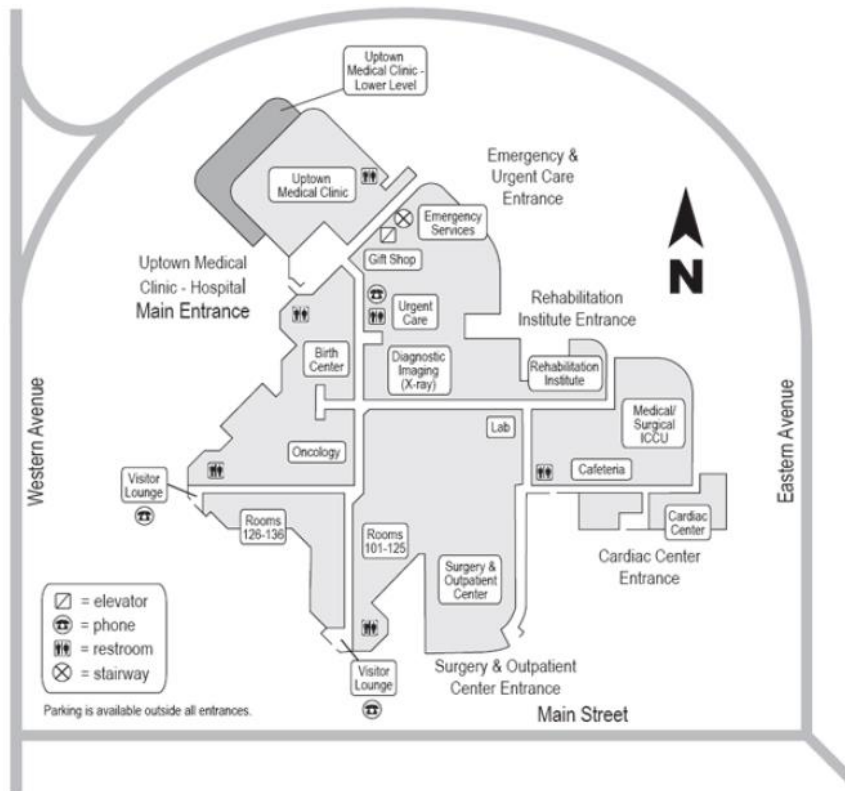 Uptown
Medical Clinic -
Lower Level
Emergency &
Urgent Care
Entrance
Uptown
Medical Clinic
Emergency
Services
Gift Shop
N
Uptown Medical
Clinic - Hospital
Main Entrance
Urgent
Care
Rehabilitation
Institute Entrance
Birth
Center
Diagnostic
Imaging
(X-ray)
Rehabilitation
Institute
Western Avenue
Eastern Avenue
Medical/
Surgical
ICCU
Lab
Oncology
Cafeteria
Visitor
Lounge
Rooms
126-136
Rooms
101-125
Cardiac
Center
Cardiac Center
Entrance
Surgery &
Outpatient
Center
= elevator
= phone
= restroom
= stairway
Parking is available outside all entrances.
Visitor
Lounge
Surgery & Outpatient
Center Entrance
Main Street